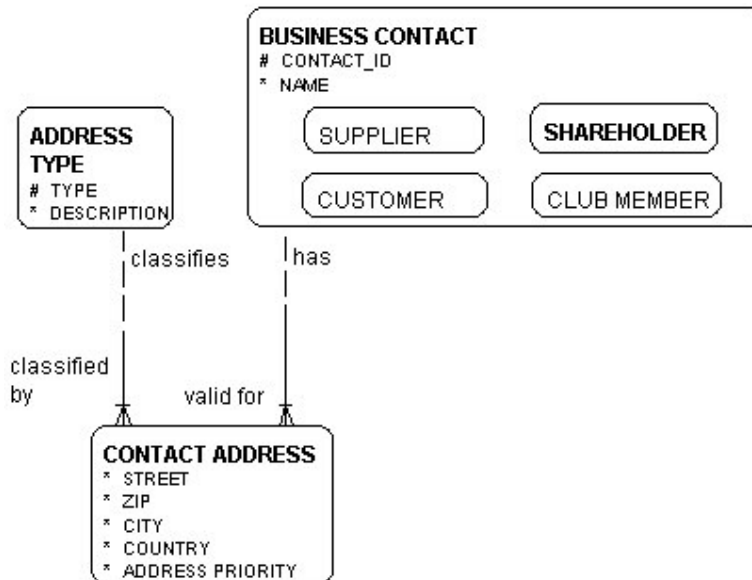 BUSINESS CONTACT
# CONTACT_ID
* NAME
SUPPLIER
SHAREHOLDER
CUSTOMER
CLUB MEMBER
ADDRESS
TYPE
# TYPE
* DESCRIPTION
classifies
has
classified
by
valid for
CONTACT ADDRESS
* STREET
* ZIP
* CITY
* COUNTRY
* ADDRESS PRIORITY